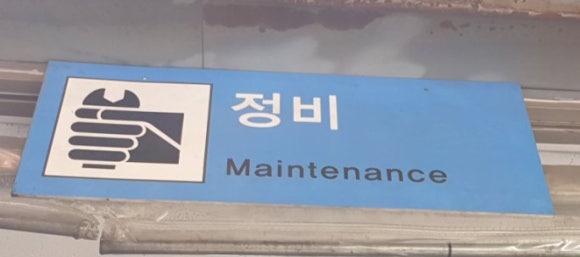 정비
Maintenance